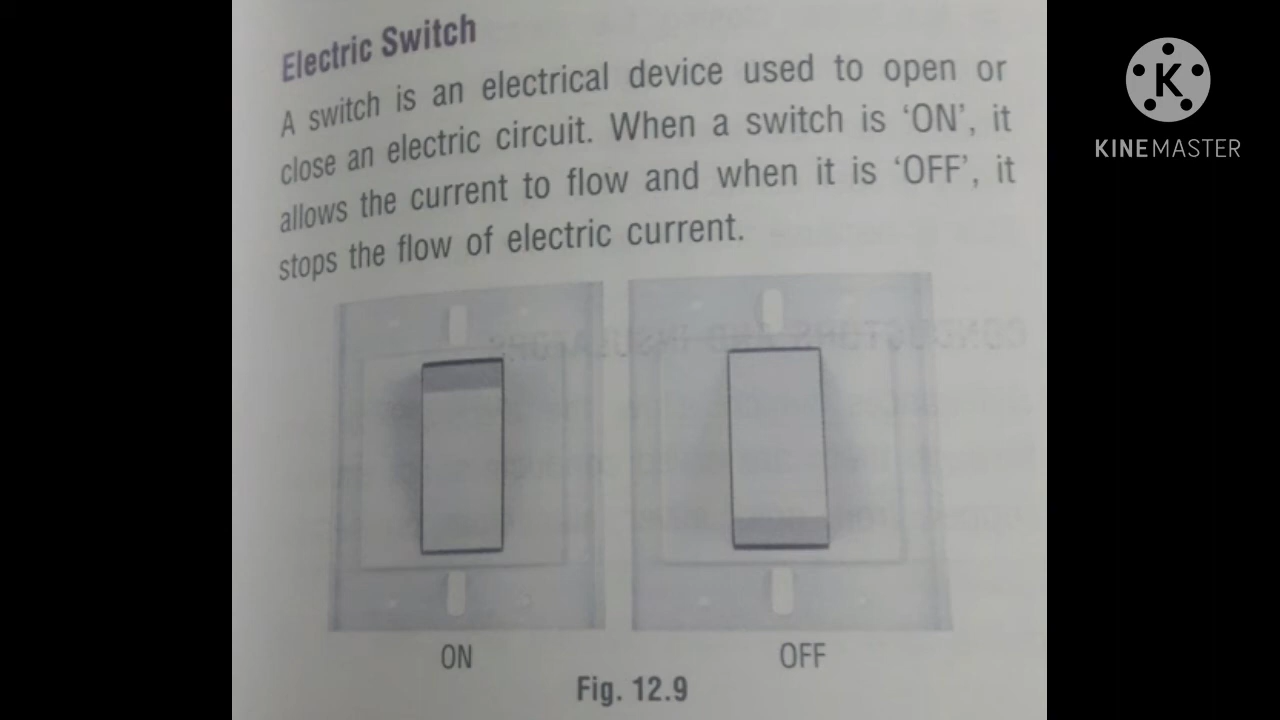 Electric Switch
A switch is an electrical device used to open or
close an electric circuit. When a switch is ‘ON’, it
allows the current to flow and when it is ‘OFF’, it
stops the flow of electric current.
ON
OFF
Fig. 12.9
K
KINEMASTER